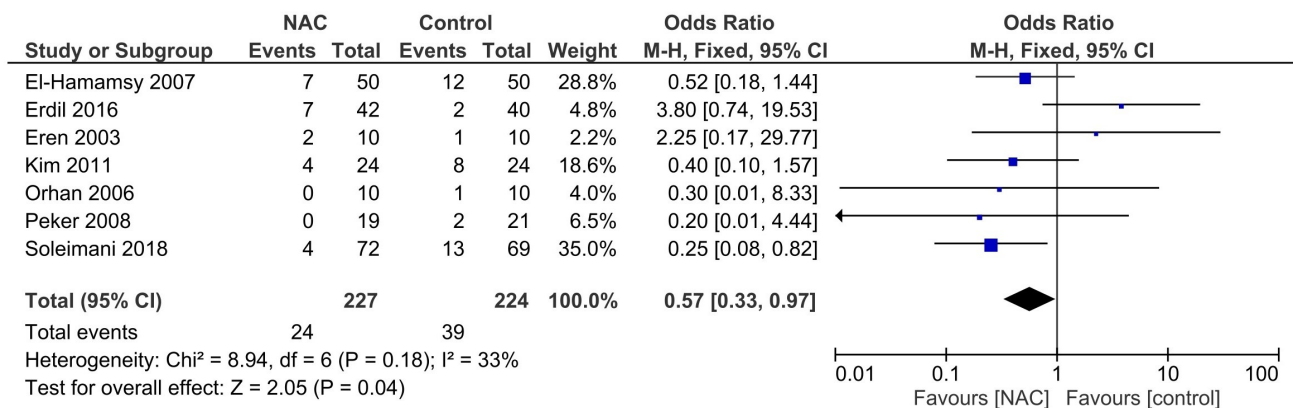 NAC Control Odds Ratio Odds Ratio
Study or Subgroup Events Total Events Total Weight M-H, Fixed, 95% CI M-H, Fixed, 95% CI
El-Hamamsy 2007 7 50 12 50 28.8% 0.52 [0.18, 1.44]
Erdil 2016 7 42 2 40 4.8% 3.80 [0.74, 19.53]
Eren 2003 2 10 1 10 2.2% 2.25 [0.17, 29.77]
Kim 2011 4 24 8 24 18.6% 0.40 [0.10, 1.57]
Orhan 2006 0 10 1 10 4.0% 0.30 [0.01, 8.33]
Peker 2008 0 19 2 21 6.5% 0.20 [0.01, 4.44]
Soleimani 2018 4 72 13 69 35.0% 0.25 [0.08, 0.82]
Total (95% CI) 227 224 100.0% 0.57 [0.33, 0.97]
Total events 24 39
Heterogeneity: Chi² = 8.94, df = 6 (P = 0.18); I² = 33%
Test for overall effect: Z = 2.05 (P = 0.04)
0.01 0.1 1 10 100
Favours [NAC] Favours [control]